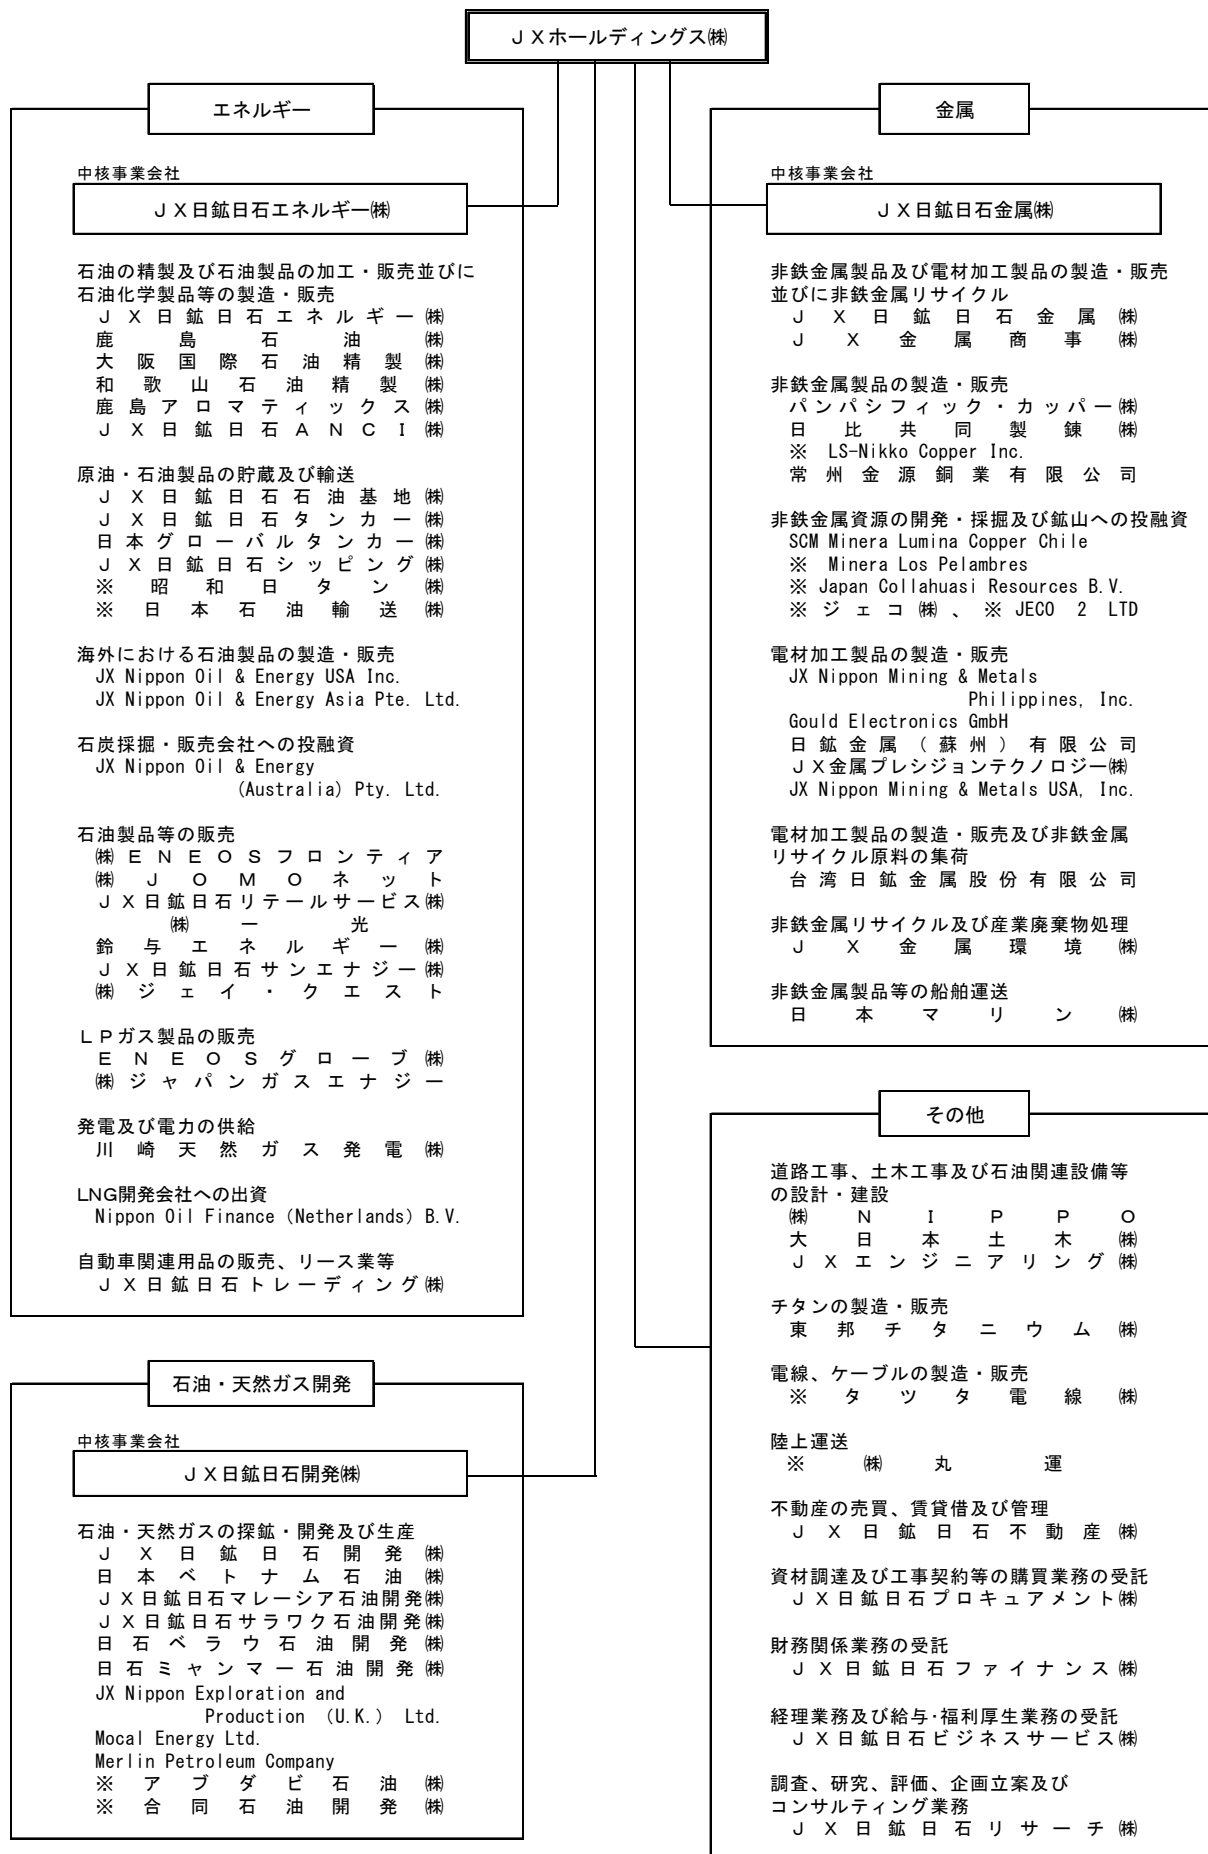 ＪＸホールディングス㈱
エネルギー
中核事業会社
ＪＸ日鉱日石エネルギー㈱
石油の精製及び石油製品の加工・販売並びに
石油化学製品等の製造・販売
ＪＸ日鉱日石エネルギー㈱
鹿島石油㈱
大阪国際石油精製㈱
和歌山石油精製㈱
鹿島アロマティックス㈱
ＪＸ日鉱日石ＡＮＣＩ㈱
原油・石油製品の貯蔵及び輸送
ＪＸ日鉱日石石油基地㈱
ＪＸ日鉱日石タンカー㈱
日本グローバルタンカー㈱
ＪＸ日鉱日石シッピング㈱
※昭和日タン㈱
※日本石油輸送㈱
海外における石油製品の製造・販売
JX Nippon Oil & Energy USA Inc.
JX Nippon Oil & Energy Asia Pte. Ltd.
石炭採掘・販売会社への投融資
JX Nippon Oil & Energy
(Australia) Pty. Ltd.
石油製品等の販売
㈱ＥＮＥＯＳフロンティア
㈱ＪＯＭＯネット
ＪＸ日鉱日石リテールサービス㈱
㈱一光
鈴与エネルギー㈱
ＪＸ日鉱日石サンエナジー㈱
㈱ジェイ・クエスト
ＬＰガス製品の販売
ＥＮＥＯＳグローブ㈱
㈱ジャパンガスエナジー
発電及び電力の供給
川崎天然ガス発電㈱
LNG開発会社への出資
Nippon Oil Finance (Netherlands) B.V.
自動車関連用品の販売、リース業等
ＪＸ日鉱日石トレーディング㈱
石油・天然ガス開発
中核事業会社
ＪＸ日鉱日石開発㈱
石油・天然ガスの探鉱・開発及び生産
ＪＸ日鉱日石開発㈱
日本ベトナム石油㈱
ＪＸ日鉱日石マレーシア石油開発㈱
ＪＸ日鉱日石サラワク石油開発㈱
日石ベラウ石油開発㈱
日石ミャンマー石油開発㈱
JX Nippon Exploration and
Production (U.K.) Ltd.
Mocal Energy Ltd.
Merlin Petroleum Company
※アブダビ石油㈱
※合同石油開発㈱
金属
中核事業会社
ＪＸ日鉱日石金属㈱
非鉄金属製品及び電材加工製品の製造・販売
並びに非鉄金属リサイクル
ＪＸ日鉱日石金属㈱
ＪＸ金属商事㈱
非鉄金属製品の製造・販売
パンパシフィック・カッパー㈱
日比共同製錬㈱
※ LS-Nikko Copper Inc.
常州金源銅業有限公司
非鉄金属資源の開発・採掘及び鉱山への投融資
SCM Minera Lumina Copper Chile
※ Minera Los Pelambres
※ Japan Collahuasi Resources B.V.
※ジェコ㈱、※ JECO 2 LTD
電材加工製品の製造・販売
JX Nippon Mining & Metals
Philippines, Inc.
Gould Electronics GmbH
日鉱金属（蘇州）有限公司
ＪＸ金属プレシジョンテクノロジー㈱
JX Nippon Mining & Metals USA, Inc.
電材加工製品の製造・販売及び非鉄金属
リサイクル原料の集荷
台湾日鉱金属股份有限公司
非鉄金属リサイクル及び産業廃棄物処理
ＪＸ金属環境㈱
非鉄金属製品等の船舶運送
日本マリン㈱
その他
道路工事、土木工事及び石油関連設備等
の設計・建設
㈱ＮＩＰＰＯ
大日本土木㈱
ＪＸエンジニアリング㈱
チタンの製造・販売
東邦チタニウム㈱
電線、ケーブルの製造・販売
※タツタ電線㈱
陸上運送
※㈱丸運
不動産の売買、賃貸借及び管理
ＪＸ日鉱日石不動産㈱
資材調達及び工事契約等の購買業務の受託
ＪＸ日鉱日石プロキュアメント㈱
財務関係業務の受託
ＪＸ日鉱日石ファイナンス㈱
経理業務及び給与･福利厚生業務の受託
ＪＸ日鉱日石ビジネスサービス㈱
調査、研究、評価、企画立案及び
コンサルティング業務
ＪＸ日鉱日石リサーチ㈱